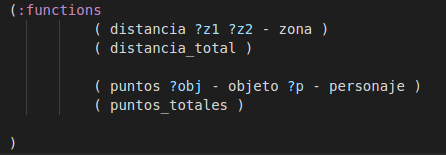 (:functions
( distancia ?z1 ?z2 - zona )
( distancia_total )
( puntos ?obj - objeto ?p - personaje )
( puntos_totales )
)